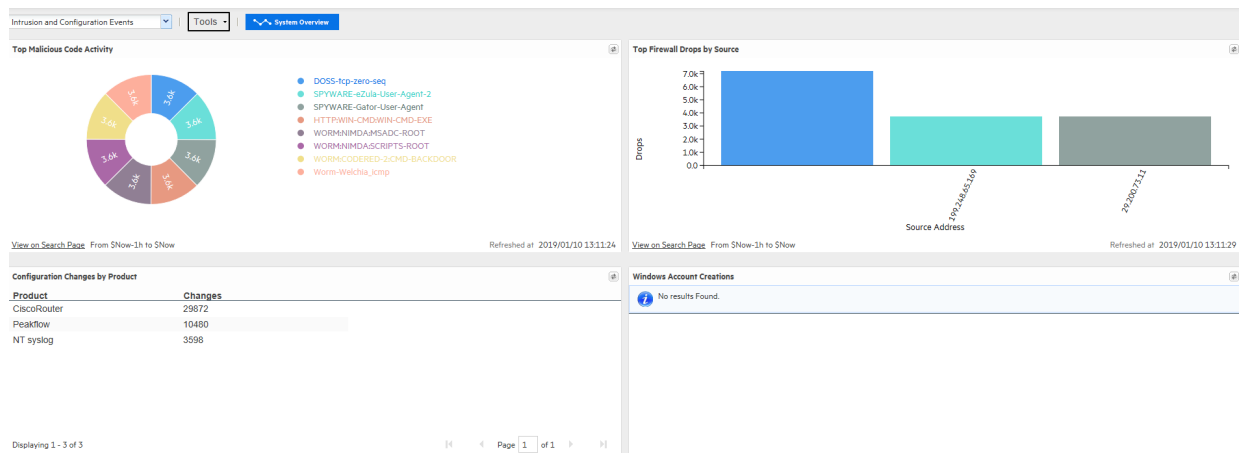 Intrusion and Configuration Events
Tools
System Overview
Top Malicious Code Activity
3.6k
3.6k
3.6k
3.6k
3.6k
3.6k
3.6k
3.6k
DOSS-tcp-zero-seq
SPYWARE-eZula-User-Agent-2
SPYWARE-Gator-User-Agent
HTTP:WIN-CMD:WIN-CMD-EXE
WORM:NIMDA:MSADC-ROOT
WORM:NIMDA:SCRIPTS-ROOT
WORM:CODERED-2:CMD-BACKDOOR
Worm-Welchia_icmp
View on Search Page From $Now-1h to $Now
Refreshed at 2019/01/10 13:11:24
Top Firewall Drops by Source
7.0k
6.0k
5.0k
4.0k
3.0k
2.0k
1.0k
0.0
Drops
199.248.65.169
29.200.73.11
Source Address
View on Search Page From $Now-1h to $Now
Refreshed at 2019/01/10 13:11:29
Configuration Changes by Product
Product Changes
CiscoRouter 29872
Peakflow 10480
NT syslog 3598
Displaying 1 - 3 of 3
Page 1 of 1
Windows Account Creations
No results Found.